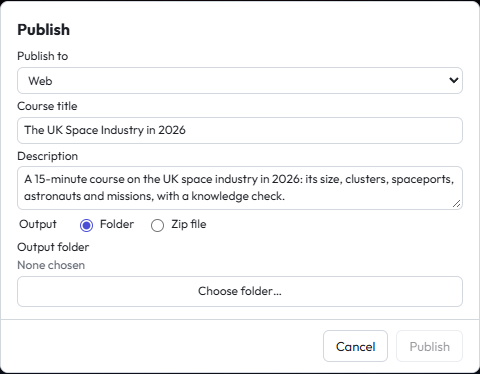 Publish
Publish to
Web
Course title
The UK Space Industry in 2026
Description
A 15-minute course on the UK space industry in 2026: its size, clusters, spaceports,
astronauts and missions, with a knowledge check.
Output Folder Zip file
Output folder
None chosen
Choose folder…
Cancel Publish